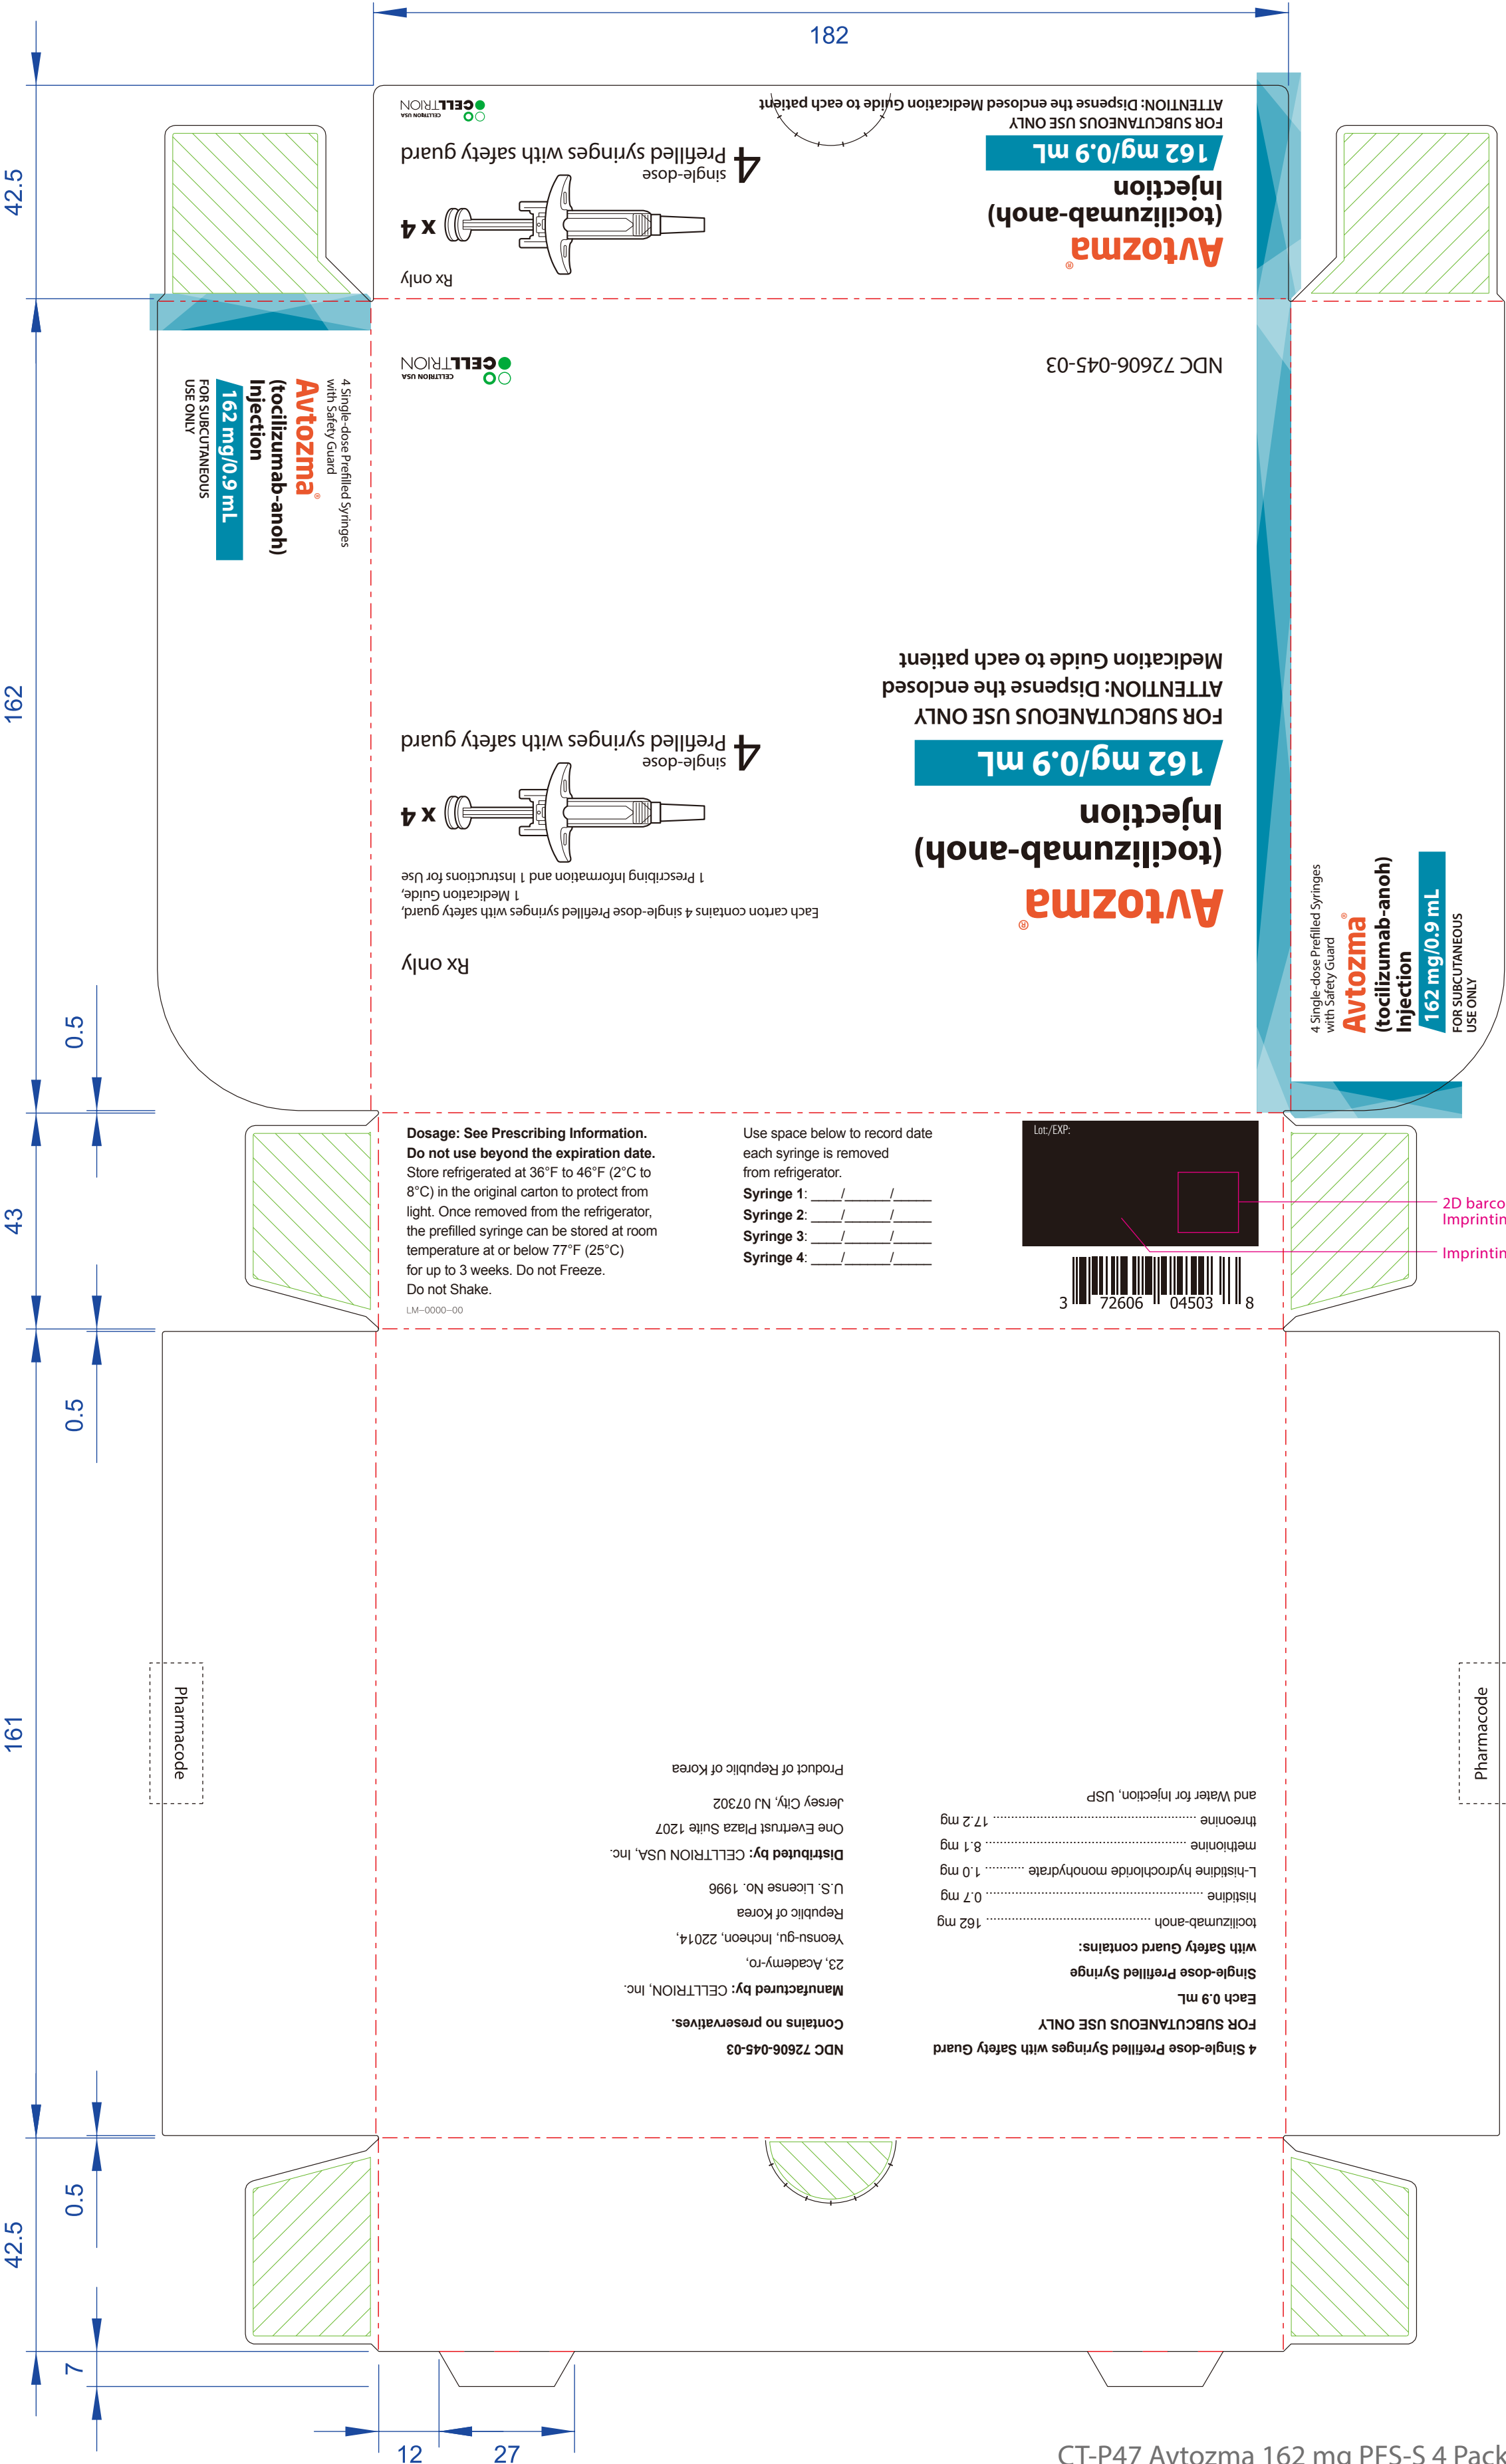 182
42.5
162
0.5
43
0.5
161
0.5
42.5
7
12
27
ATTENTION: Dispense the enclosed Medication Guide to each patient
FOR SUBCUTANEOUS USE ONLY
162 mg/0.9 mL
Injection
(tocilizumab-anoh)
Avtozma®
CELLTRION USA
CELLTRION
4 single-dose
Prefilled syringes with safety guard
x 4
Rx only
NDC 72606-045-03
CELLTRION USA
CELLTRION
Avtozma®
(tocilizumab-anoh)
Injection
162 mg/0.9 mL
FOR SUBCUTANEOUS USE ONLY
ATTENTION: Dispense the enclosed
Medication Guide to each patient
Rx only
Each carton contains 4 single-dose Prefilled syringes with safety guard,
1 Medication Guide,
1 Prescribing Information and 1 Instructions for Use
x 4
4 single-dose
Prefilled syringes with safety guard
4 Single-dose Prefilled Syringes
with Safety Guard
Avtozma®
(tocilizumab-anoh)
Injection
162 mg/0.9 mL
FOR SUBCUTANEOUS
USE ONLY
4 Single-dose Prefilled Syringes
with Safety Guard
Avtozma®
(tocilizumab-anoh)
Injection
162 mg/0.9 mL
FOR SUBCUTANEOUS
USE ONLY
Dosage: See Prescribing Information.
Do not use beyond the expiration date.
Store refrigerated at 36°F to 46°F (2°C to
8°C) in the original carton to protect from
light. Once removed from the refrigerator,
the prefilled syringe can be stored at room
temperature at or below 77°F (25°C)
for up to 3 weeks. Do not Freeze.
Do not Shake.
LM-0000-00
Use space below to record date
each syringe is removed
from refrigerator.
Syringe 1: ____/______/_____
Syringe 2: ____/______/_____
Syringe 3: ____/______/_____
Syringe 4: ____/______/_____
Lot:/EXP:
2D barco
Imprintin
Imprintin
3 72606 04503 8
Pharmacode
Pharmacode
4 Single-dose Prefilled Syringes with Safety Guard
FOR SUBCUTANEOUS USE ONLY
Each 0.9 mL
Single-dose Prefilled Syringe
with Safety Guard contains:
tocilizumab-anoh ............ 162 mg
histidine ............ 0.7 mg
L-histidine hydrochloride monohydrate ........... 1.0 mg
methionine ............ 8.1 mg
threonine ............ 17.2 mg
and Water for Injection, USP
NDC 72606-045-03
Contains no preservatives.
Manufactured by: CELLTRION, Inc.
23, Academy-ro,
Yeonsu-gu, Incheon, 22014,
Republic of Korea
U.S. License No. 1996
Distributed by: CELLTRION USA, Inc.
One Evertrust Plaza Suite 1207
Jersey City, NJ 07302
Product of Republic of Korea
CT-P47 Avtozma 162 mg PFS-S 4 Pack